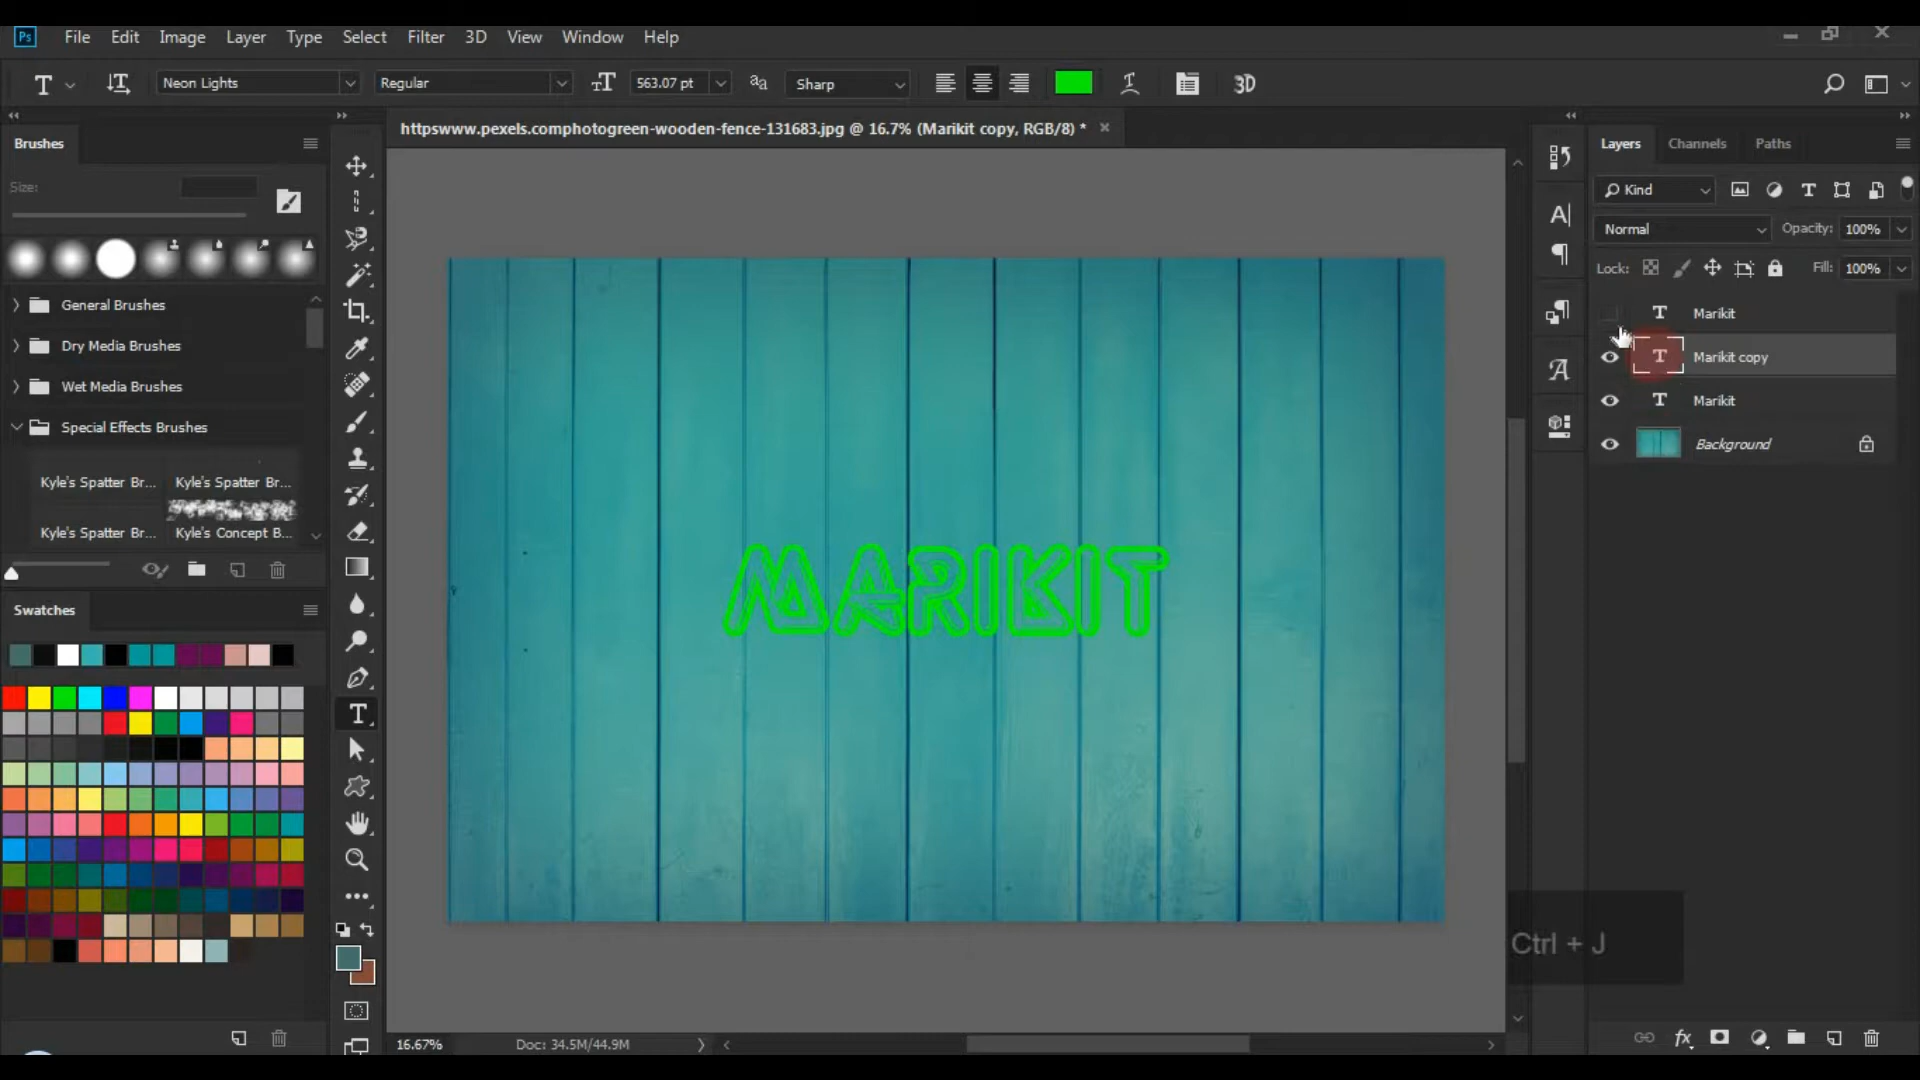 Ps File Edit Image Layer Type Select Filter 3D View Window Help
T Neon Lights Regular 563.07 pt aa Sharp 3D
httpswww.pexels.comphotogreen-wooden-fence-131683.jpg @ 16.7% (Marikit copy, RGB/8) *
Brushes
Size:
General Brushes
Dry Media Brushes
Wet Media Brushes
Special Effects Brushes
Kyle's Spatter Br... Kyle's Spatter Br...
Kyle's Spatter Br... Kyle's Concept B...
Swatches
MARIKIT
Layers Channels Paths
Kind
Normal Opacity: 100%
Lock: Fill: 100%
Marikit
Marikit copy
Marikit
Background
Ctrl + J
16.67% Doc: 34.5M/44.9M